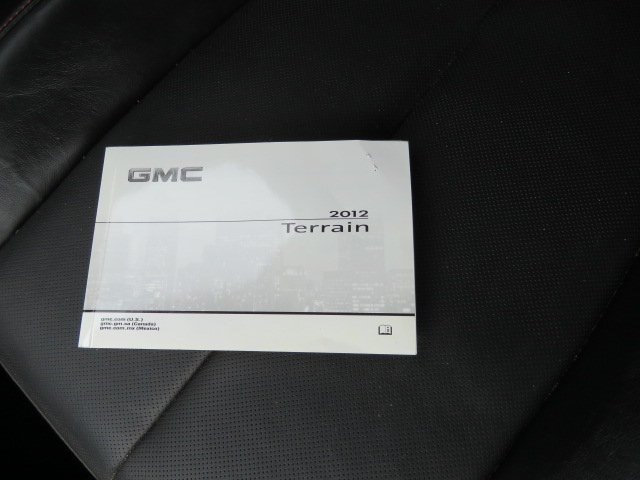 GMC
2012
Terrain
gmc.com (U.S.)
gmc.gm.ca (Canada)
gmc.com.mx (Mexico)